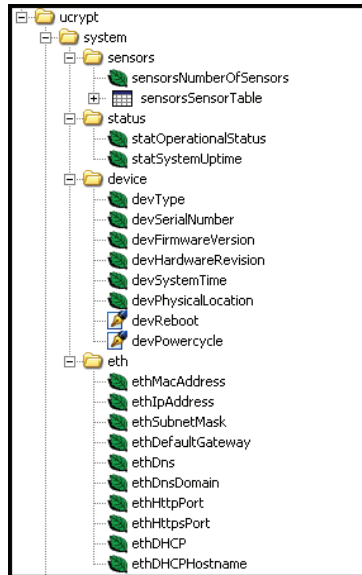 ucrypt
system
sensors
sensorsNumberOfSensors
sensorsSensorTable
status
statOperationalStatus
statSystemUptime
device
devType
devSerialNumber
devFirmwareVersion
devHardwareRevision
devSystemTime
devPhysicalLocation
devReboot
devPowercycle
eth
ethMacAddress
ethIpAddress
ethSubnetMask
ethDefaultGateway
ethDns
ethDnsDomain
ethHttpPort
ethHttpsPort
ethDHCP
ethDHCPHostname